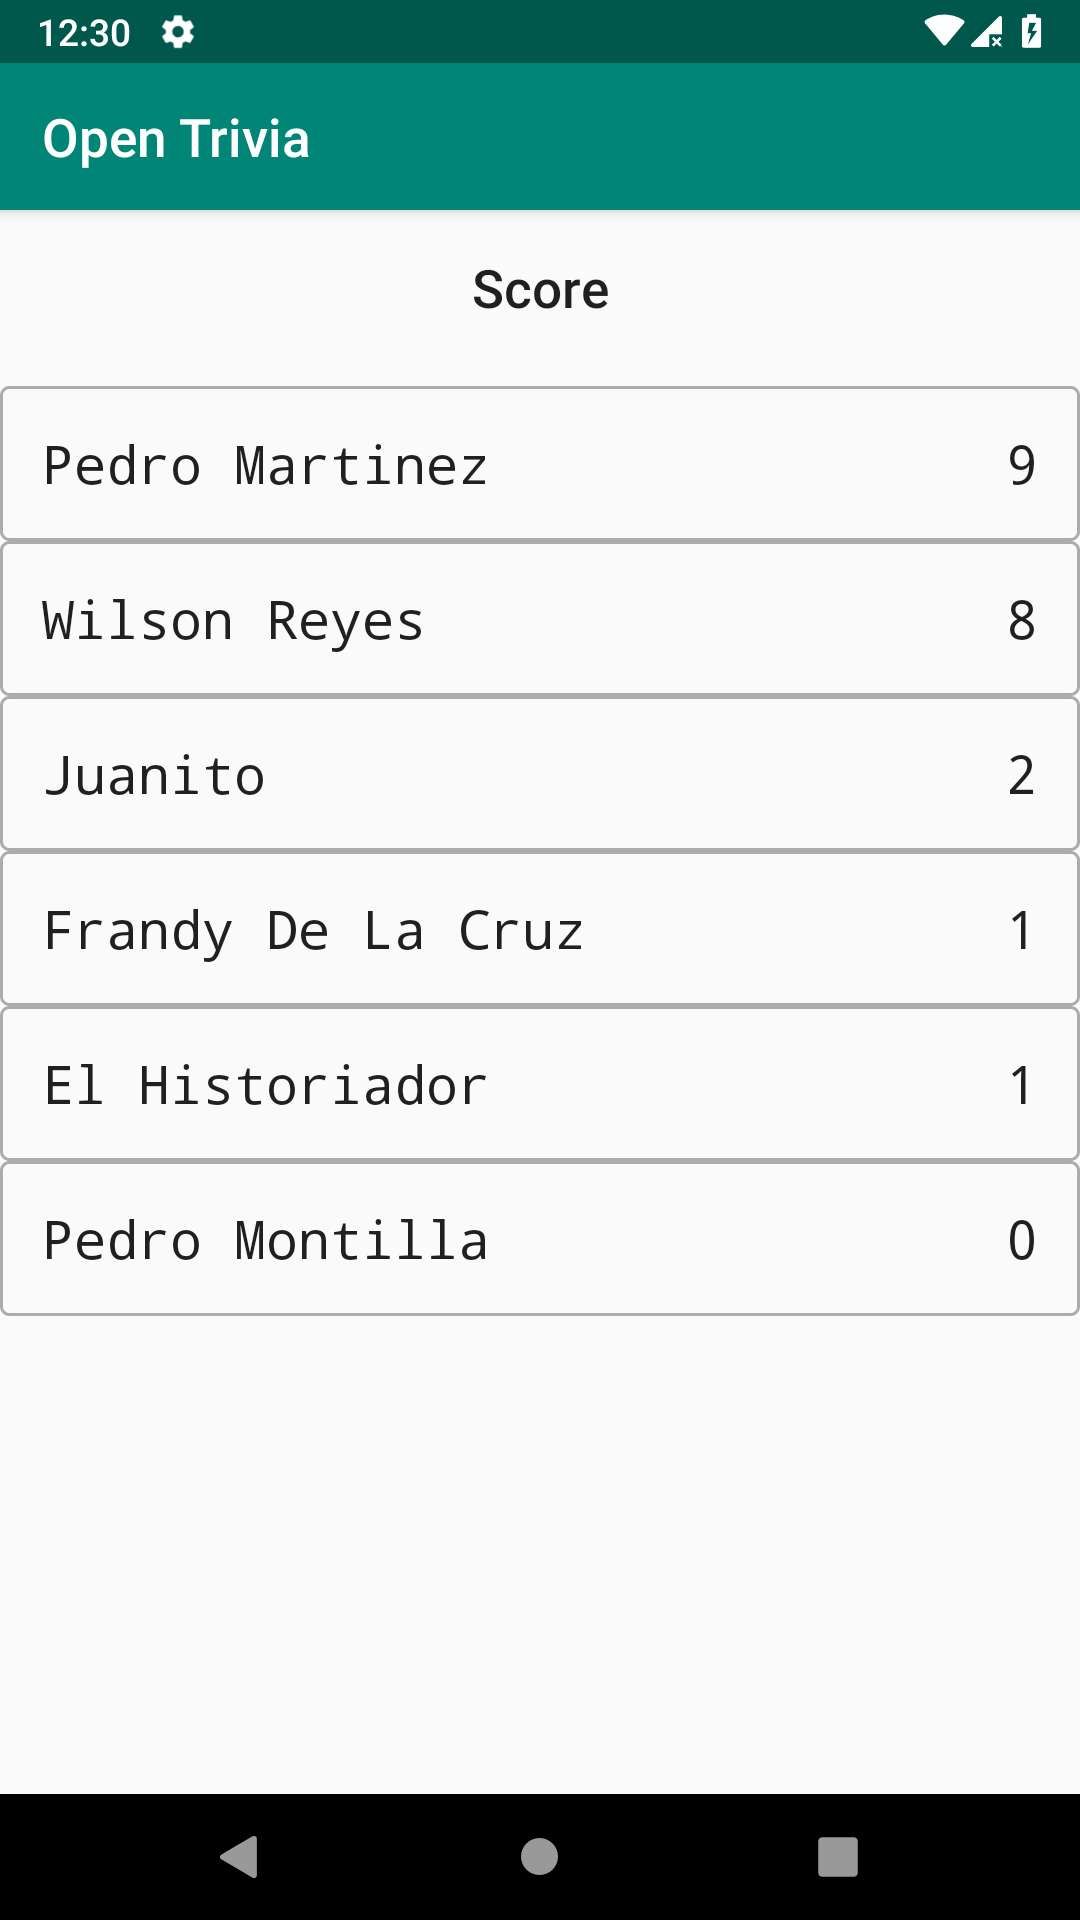 12:30
Open Trivia
Score
Pedro Martinez 9
Wilson Reyes 8
Juanito 2
Frandy De La Cruz 1
El Historiador 1
Pedro Montilla 0